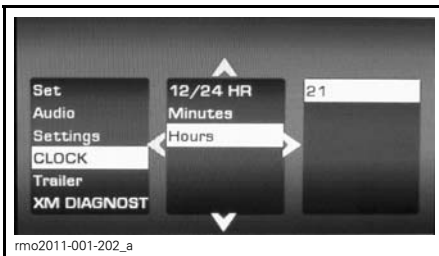 Set
Audio
Settings
CLOCK
Trailer
XM DIAGNOST
12/24 HR
Minutes
Hours
21
rmo2011-001-202_a